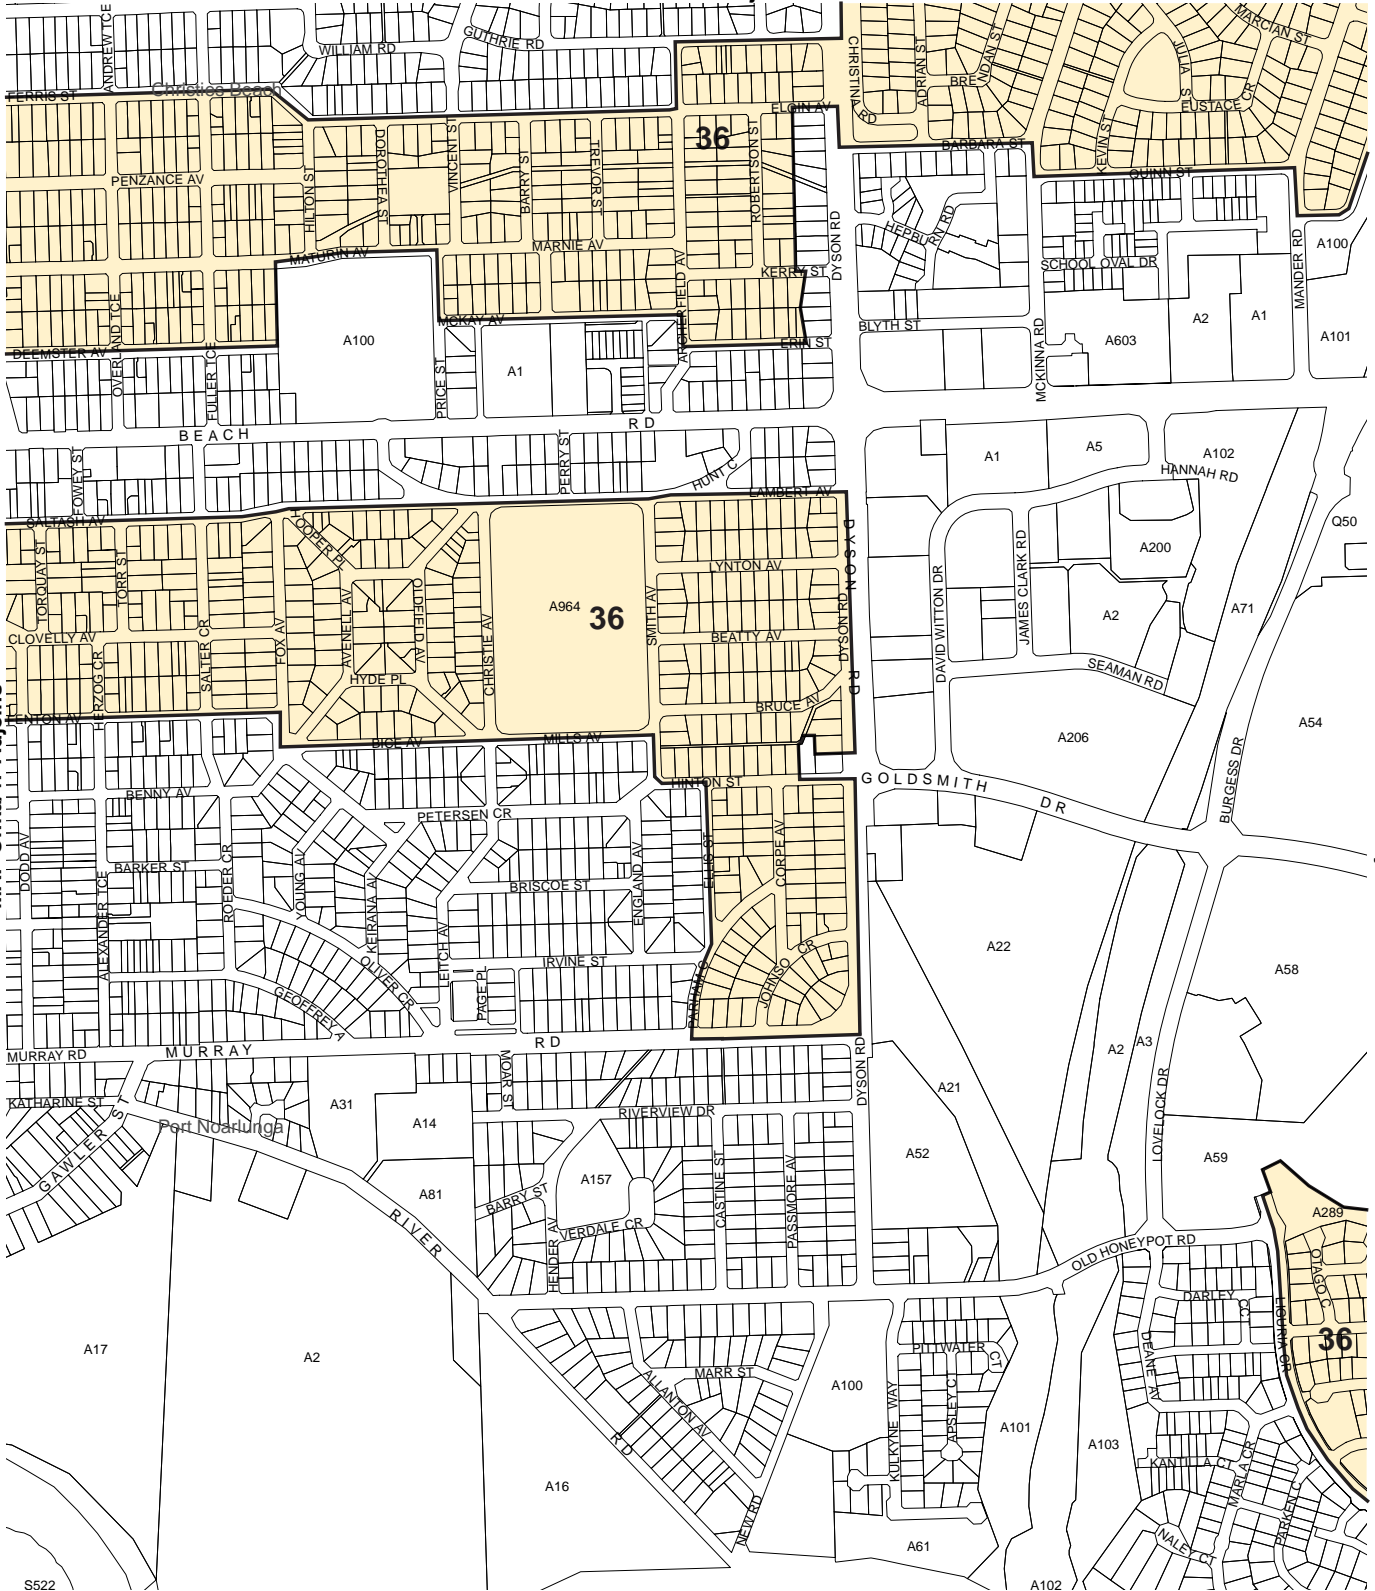 ANDREW TCE
WILLIAM RD
GUTHRIE RD
CHRISTINA RD
ADRIAN ST
BRENDAN ST
JULIA S
MARCIAN ST
EUSTACE CR
FERRIS ST
Christies Beach
ELGIN AV
36
BARBARA ST
KEVIN ST
QUINN ST
PENZANCE AV
HILTON ST
DOROTHEA ST
VINCENT ST
BARRY ST
TREVOR ST
ROBERTSON ST
DYSON RD
HEPBURN RD
MARNIE AV
MATURIN AV
ARCHERFIELD AV
KERRY ST
SCHOOL OVAL DR
MANDER RD
A100
OVERLAND TCE
DEEMSTER AV
FULLER TCE
A100
MCKAY AV
PRICE ST
A1
ERIN ST
BLYTH ST
MCKINNA RD
A603
A2
A1
A101
BEACH RD
FOWEY ST
PERRY ST
HUNT C
A1
A5
A102
HANNAH RD
SALTASH AV
LAMBERT AV
Q50
HOOPER PL
DYSON RD
A200
TORQUAY ST
TORR ST
LYNTON AV
DAVID WITTON DR
JAMES CLARK RD
A964
36
SMITH AV
DYSON RD
A2
A71
CLOVELLY AV
HERZOG CR
SALTER CR
FOX AV
AVENELL AV
OLDFIELD AV
CHRISTIE AV
BEATTY AV
SEAMAN RD
HYDE PL
BRUCE AV
FENTON AV
BICE AV
MILLS AV
A206
A54
BURGESS DR
HINTON ST
GOLDSMITH DR
BENNY AV
PETERSEN CR
DODD AV
BARKER ST
ROEDER CR
YOUNG AV
KEIRANA AV
BRISCOE ST
ENGLAND AV
ELLIS ST
CORPE AV
ALEXANDER TCE
LEITCH AV
OLIVER CR
IRVINE ST
JOHNSO CR
A22
A58
GEOFFREY A
PAGE PL
PARHAM C
MURRAY RD
MURRAY RD
MOAR ST
DYSON RD
A2
A3
KATHARINE ST
A31
A14
RIVERVIEW DR
A21
LOVELOCK DR
GAWLER ST
Port Noarlunga
A52
A59
A81
A157
BARRY ST
CASTINE ST
PASSMORE AV
RIVER RD
HENDER AV
VERDALE CR
OLD HONEYPOT RD
A289
OTAGO C
DARLEY CCT
LIGURIA CR
36
A17
A2
DEANE AV
PITTWATER CT
MARR ST
ALLANTON AV
A100
KULKYNE WAY
APSLEY CT
A101
A103
KANTILLA CT
MARLA CR
PARKEN C
A16
NEW RD
NALEY CT
A61
S522
A102